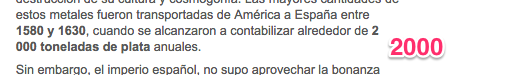 destrucción de su cultura y cosmogonía. Las mayores cantidades de
estos metales fueron transportadas de América a España entre
1580 y 1630, cuando se alcanzaron a contabilizar alrededor de 2
000 toneladas de plata anuales.
2000
Sin embargo, el imperio español, no supo aprovechar la bonanza